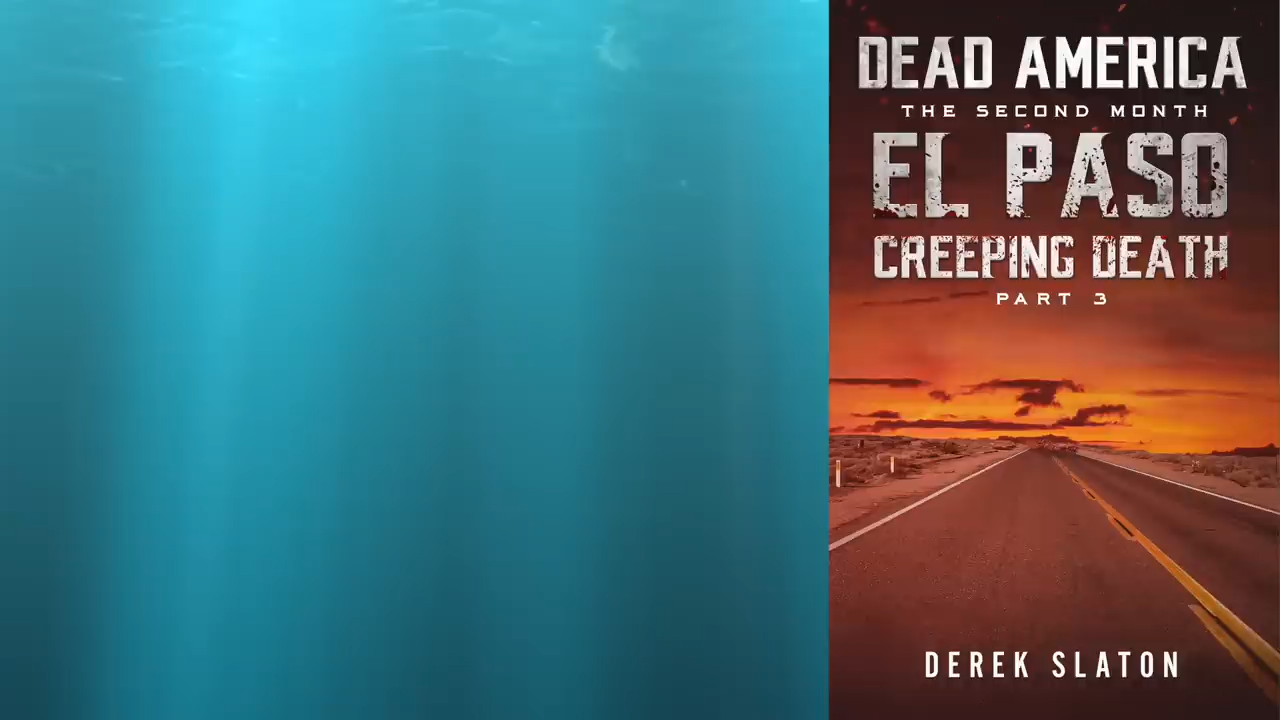 DEAD AMERICA
THE SECOND MONTH
EL PASO
CREEPING DEATH
PART 3
DEREK SLATON